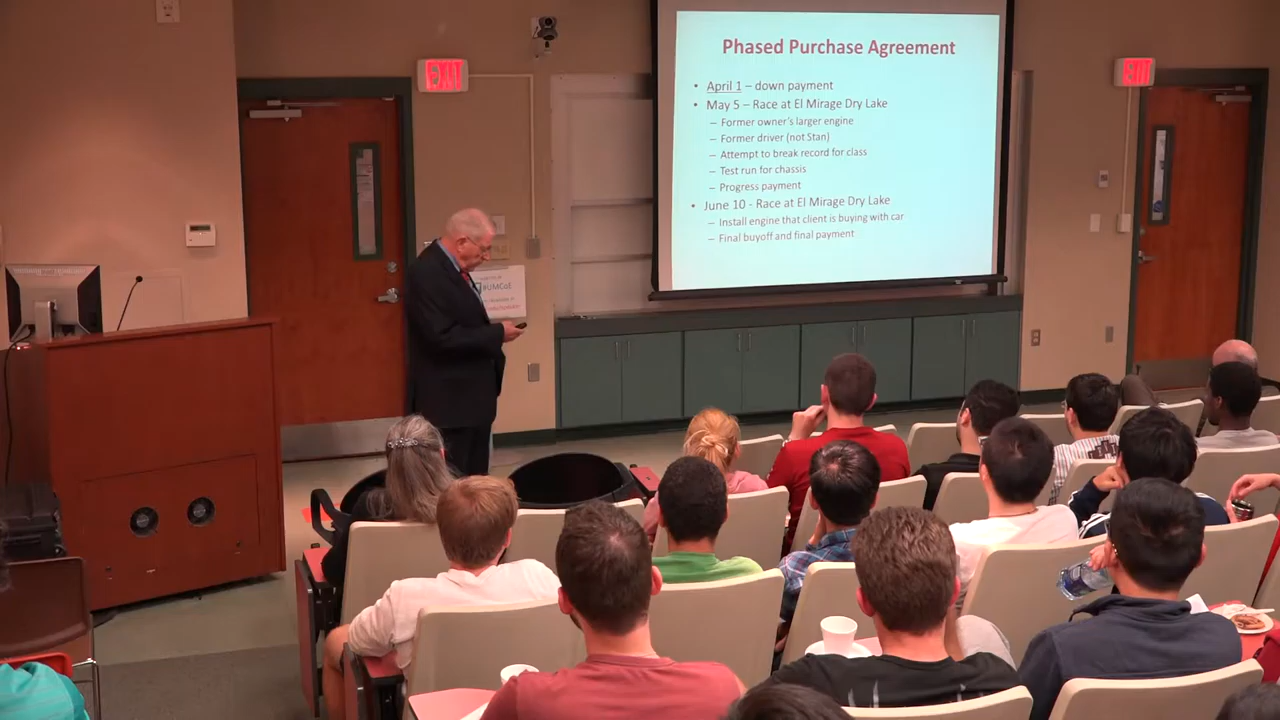 EXIT
EXIT
Phased Purchase Agreement
• April 1 – down payment
• May 5 – Race at El Mirage Dry Lake
– Former owner's larger engine
– Former driver (not Stan)
– Attempt to break record for class
– Test run for chassis
– Progress payment
• June 10 - Race at El Mirage Dry Lake
– Install engine that client is buying with car
– Final buyoff and final payment
#UMCoE